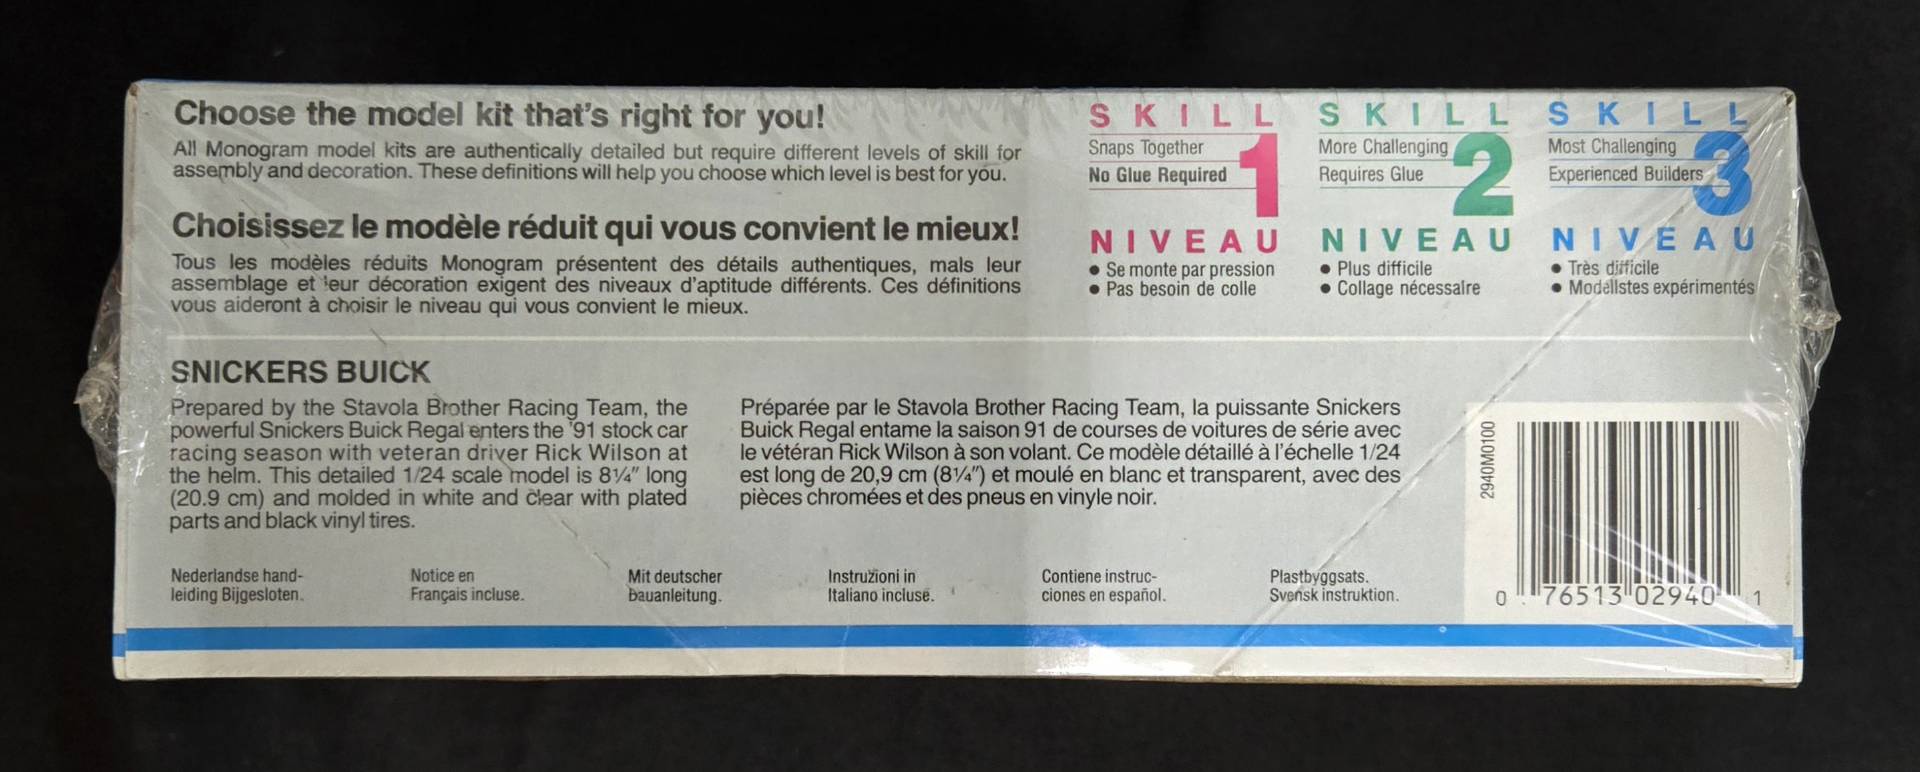 Choose the model kit that's right for you!
All Monogram model kits are authentically detailed but require different levels of skill for
assembly and decoration. These definitions will help you choose which level is best for you.
Choisissez le modèle réduit qui vous convient le mieux!
Tous les modèles réduits Monogram présentent des détails authentiques, mais leur
assemblage et leur décoration exigent des niveaux d'aptitude différents. Ces définitions
vous aideront à choisir le niveau qui vous convient le mieux.
SKILL 1
Snaps Together
No Glue Required
NIVEAU
• Se monte par pression
• Pas besoin de colle
SKILL 2
More Challenging
Requires Glue
NIVEAU
• Plus difficile
• Collage nécessaire
SKILL 3
Most Challenging
Experienced Builders
NIVEAU
• Très difficile
• Modélistes expérimentés
SNICKERS BUICK
Prepared by the Stavola Brother Racing Team, the
powerful Snickers Buick Regal enters the '91 stock car
racing season with veteran driver Rick Wilson at
the helm. This detailed 1/24 scale model is 8¼" long
(20.9 cm) and molded in white and clear with plated
parts and black vinyl tires.
Préparée par le Stavola Brother Racing Team, la puissante Snickers
Buick Regal entame la saison 91 de courses de voitures de série avec
le vétéran Rick Wilson à son volant. Ce modèle détaillé à l'échelle 1/24
est long de 20,9 cm (8¼") et moulé en blanc et transparent, avec des
pièces chromées et des pneus en vinyle noir.
Nederlandse hand-
leiding Bijgesloten.
Notice en
Français incluse.
Mit deutscher
Bauanleitung.
Instruzioni in
Italiano incluse.
Contiene instruc-
ciones en español.
Plastbyggsats.
Svensk instruktion.
2940M0100
0 76513 02940 1